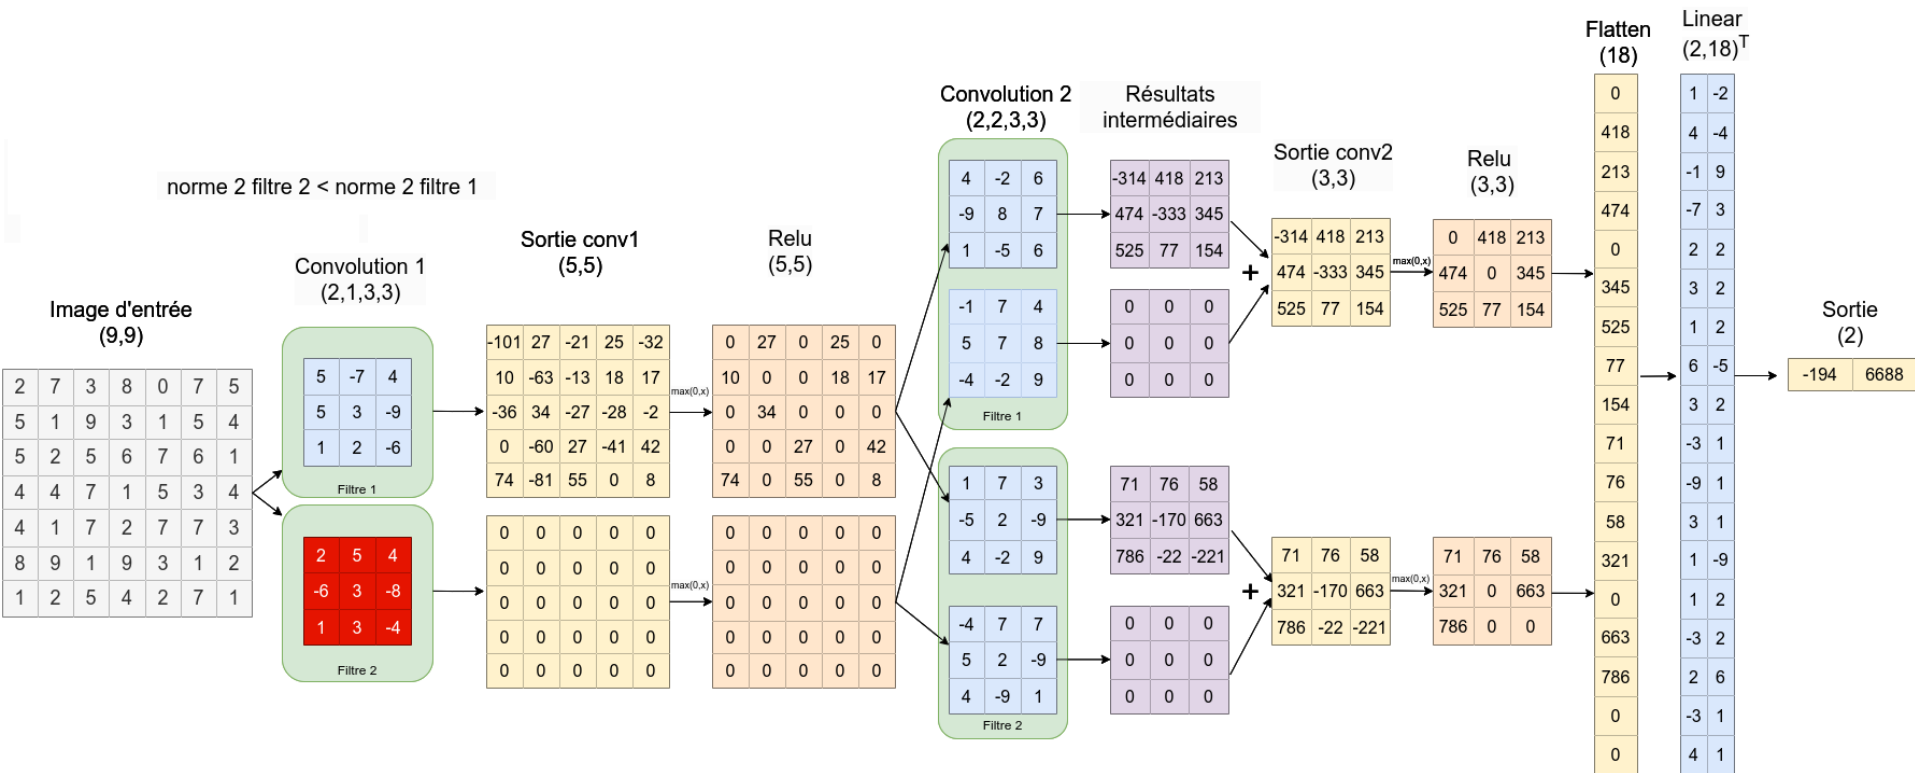 norme 2 filtre 2 < norme 2 filtre 1
Image d'entrée
(9,9)
2 7 3 8 0 7 5
5 1 9 3 1 5 4
5 2 5 6 7 6 1
4 4 7 1 5 3 4
4 1 7 2 7 7 3
8 9 1 9 3 1 2
1 2 5 4 2 7 1
Convolution 1
(2,1,3,3)
5 -7 4
5 3 -9
1 2 -6
Filtre 1
2 5 4
-6 3 -8
1 3 -4
Filtre 2
Sortie conv1
(5,5)
-101 27 -21 25 -32
10 -63 -13 18 17
-36 34 -27 -28 -2
0 -60 27 -41 42
74 -81 55 0 8
0 0 0 0 0
0 0 0 0 0
0 0 0 0 0
0 0 0 0 0
0 0 0 0 0
max(0,x)
max(0,x)
Relu
(5,5)
0 27 0 25 0
10 0 0 18 17
0 34 0 0 0
0 0 27 0 42
74 0 55 0 8
0 0 0 0 0
0 0 0 0 0
0 0 0 0 0
0 0 0 0 0
0 0 0 0 0
Convolution 2
(2,2,3,3)
4 -2 6
-9 8 7
1 -5 6
-1 7 4
5 7 8
-4 -2 9
Filtre 1
1 7 3
-5 2 -9
4 -2 9
-4 7 7
5 2 -9
4 -9 1
Filtre 2
Résultats
intermédiaires
-314 418 213
474 -333 345
525 77 154
0 0 0
0 0 0
0 0 0
71 76 58
321 -170 663
786 -22 -221
0 0 0
0 0 0
0 0 0
+
+
Sortie conv2
(3,3)
-314 418 213
474 -333 345
525 77 154
71 76 58
321 -170 663
786 -22 -221
max(0,x)
max(0,x)
Relu
(3,3)
0 418 213
474 0 345
525 77 154
71 76 58
321 0 663
786 0 0
Flatten
(18)
0
418
213
474
0
345
525
77
154
71
76
58
321
0
663
786
0
0
Linear
(2,18)T
1 -2
4 -4
-1 9
-7 3
2 2
3 2
1 2
6 -5
3 2
-3 1
-9 1
3 1
1 -9
1 2
-3 2
2 6
-3 1
4 1
Sortie
(2)
-194 6688